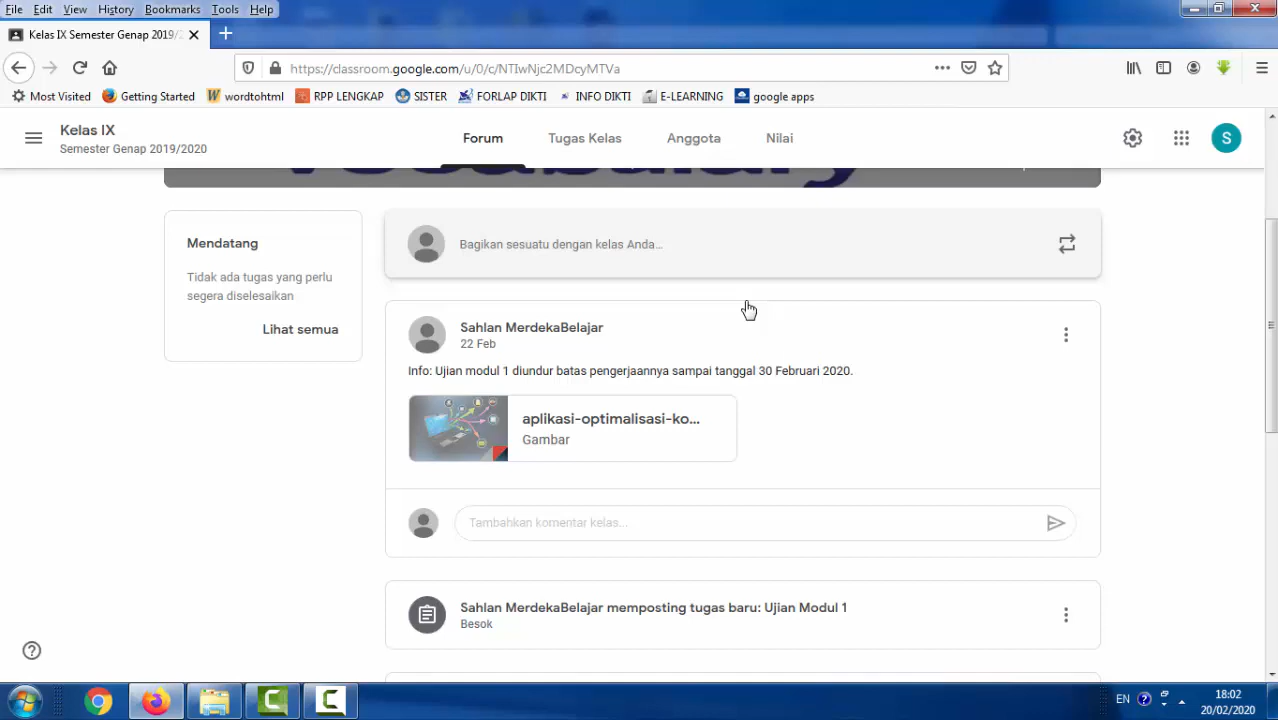 File Edit View History Bookmarks Tools Help
Kelas IX Semester Genap 2019/2
https://classroom.google.com/u/0/c/NTIwNjc2MDcyMTVa
Most Visited Getting Started wordtohtml RPP LENGKAP SISTER FORLAP DIKTI INFO DIKTI E-LEARNING google apps
Kelas IX
Semester Genap 2019/2020
Forum Tugas Kelas Anggota Nilai
S
Mendatang
Tidak ada tugas yang perlu
segera diselesaikan
Lihat semua
Bagikan sesuatu dengan kelas Anda...
Sahlan MerdekaBelajar
22 Feb
Info: Ujian modul 1 diundur batas pengerjaannya sampai tanggal 30 Februari 2020.
aplikasi-optimalisasi-ko...
Gambar
Tambahkan komentar kelas...
Sahlan MerdekaBelajar memposting tugas baru: Ujian Modul 1
Besok
EN
18:02
20/02/2020